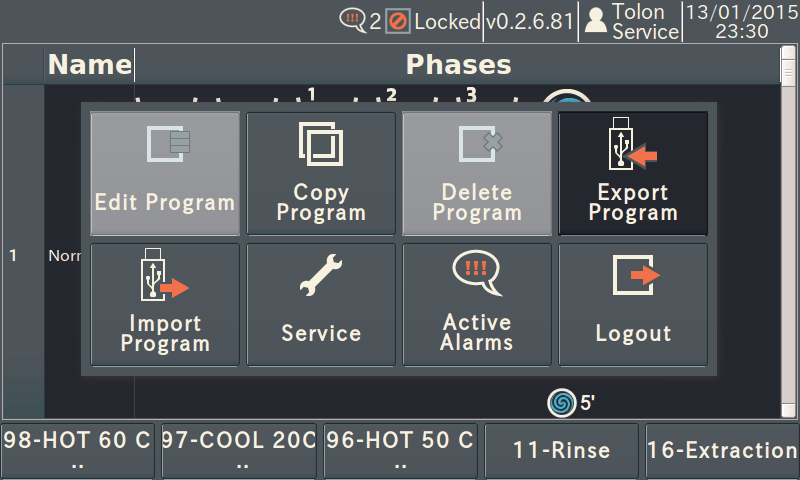 !!! 2 Locked v0.2.6.81 Tolon Service 13/01/2015 23:30
Name Phases
1 2 3
Edit Program
Copy Program
Delete Program
Export Program
1 Norr
Import Program
Service
!!!
Active Alarms
Logout
5'
98-HOT 60 C ..
97-COOL 20C ..
96-HOT 50 C ..
11-Rinse
16-Extraction